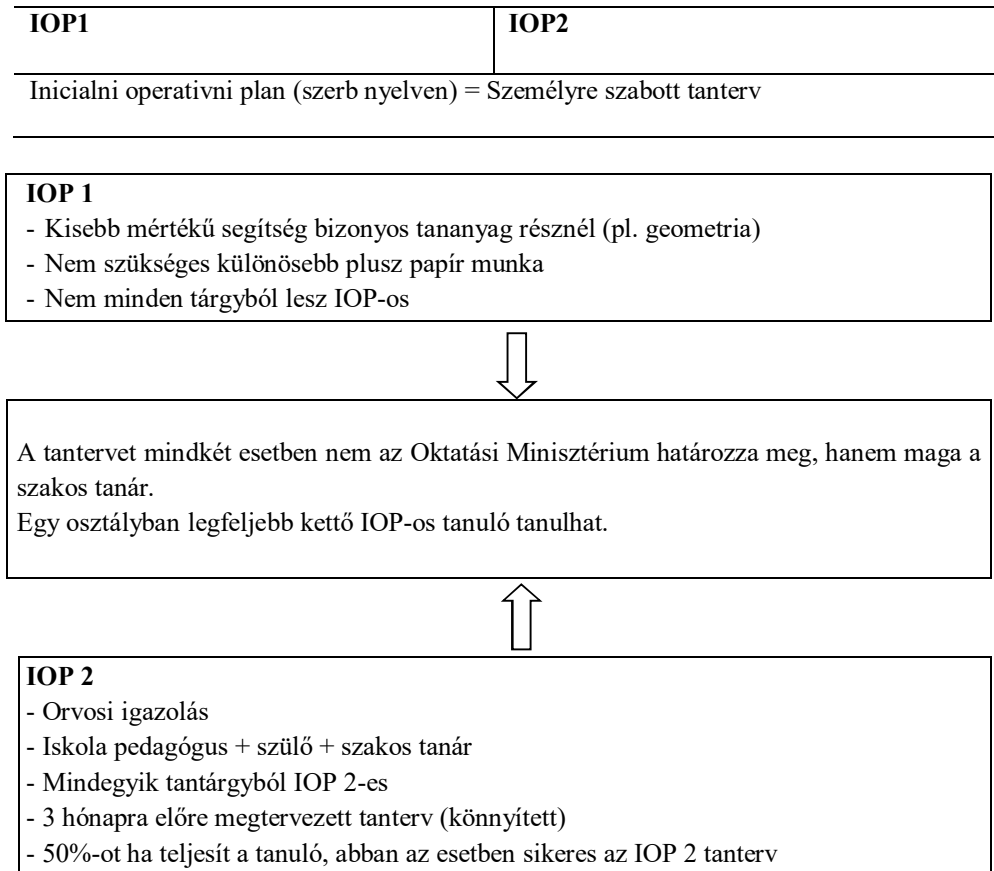 IOP1
IOP2
Inicialni operativni plan (szerb nyelven) = Személyre szabott tanterv
IOP 1
- Kisebb mértékű segítség bizonyos tananyag résznél (pl. geometria)
- Nem szükséges különösebb plusz papír munka
- Nem minden tárgyból lesz IOP-os
A tantervet mindkét esetben nem az Oktatási Minisztérium határozza meg, hanem maga a
szakos tanár.
Egy osztályban legfeljebb kettő IOP-os tanuló tanulhat.
IOP 2
- Orvosi igazolás
- Iskola pedagógus + szülő + szakos tanár
- Mindegyik tantárgyból IOP 2-es
- 3 hónapra előre megtervezett tanterv (könnyített)
- 50%-ot ha teljesít a tanuló, abban az esetben sikeres az IOP 2 tanterv